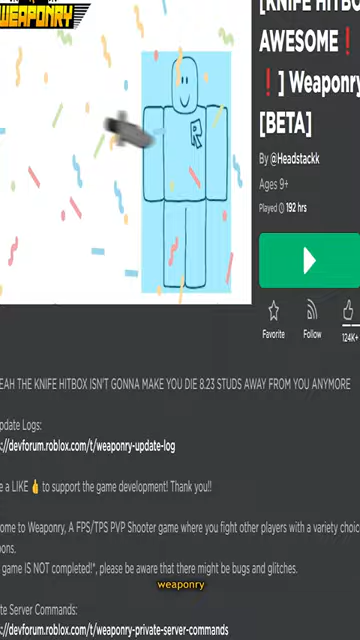 WEAPONRY
[KNIFE HITBO
AWESOME❗
❗] Weaponry
[BETA]
By @Headstackk
Ages 9+
Played 192 hrs
Favorite
Follow
124K+
EAH THE KNIFE HITBOX ISN'T GONNA MAKE YOU DIE 8.23 STUDS AWAY FROM YOU ANYMORE
pdate Logs:
s://devforum.roblox.com/t/weaponry-update-log
e a LIKE 👍 to support the game development! Thank you!!
ome to Weaponry, A FPS/TPS PVP Shooter game where you fight other players with a variety choic
pons.
game IS NOT completed!*, please be aware that there might be bugs and glitches.
weaponry
ate Server Commands:
s://devforum.roblox.com/t/weaponry-private-server-commands